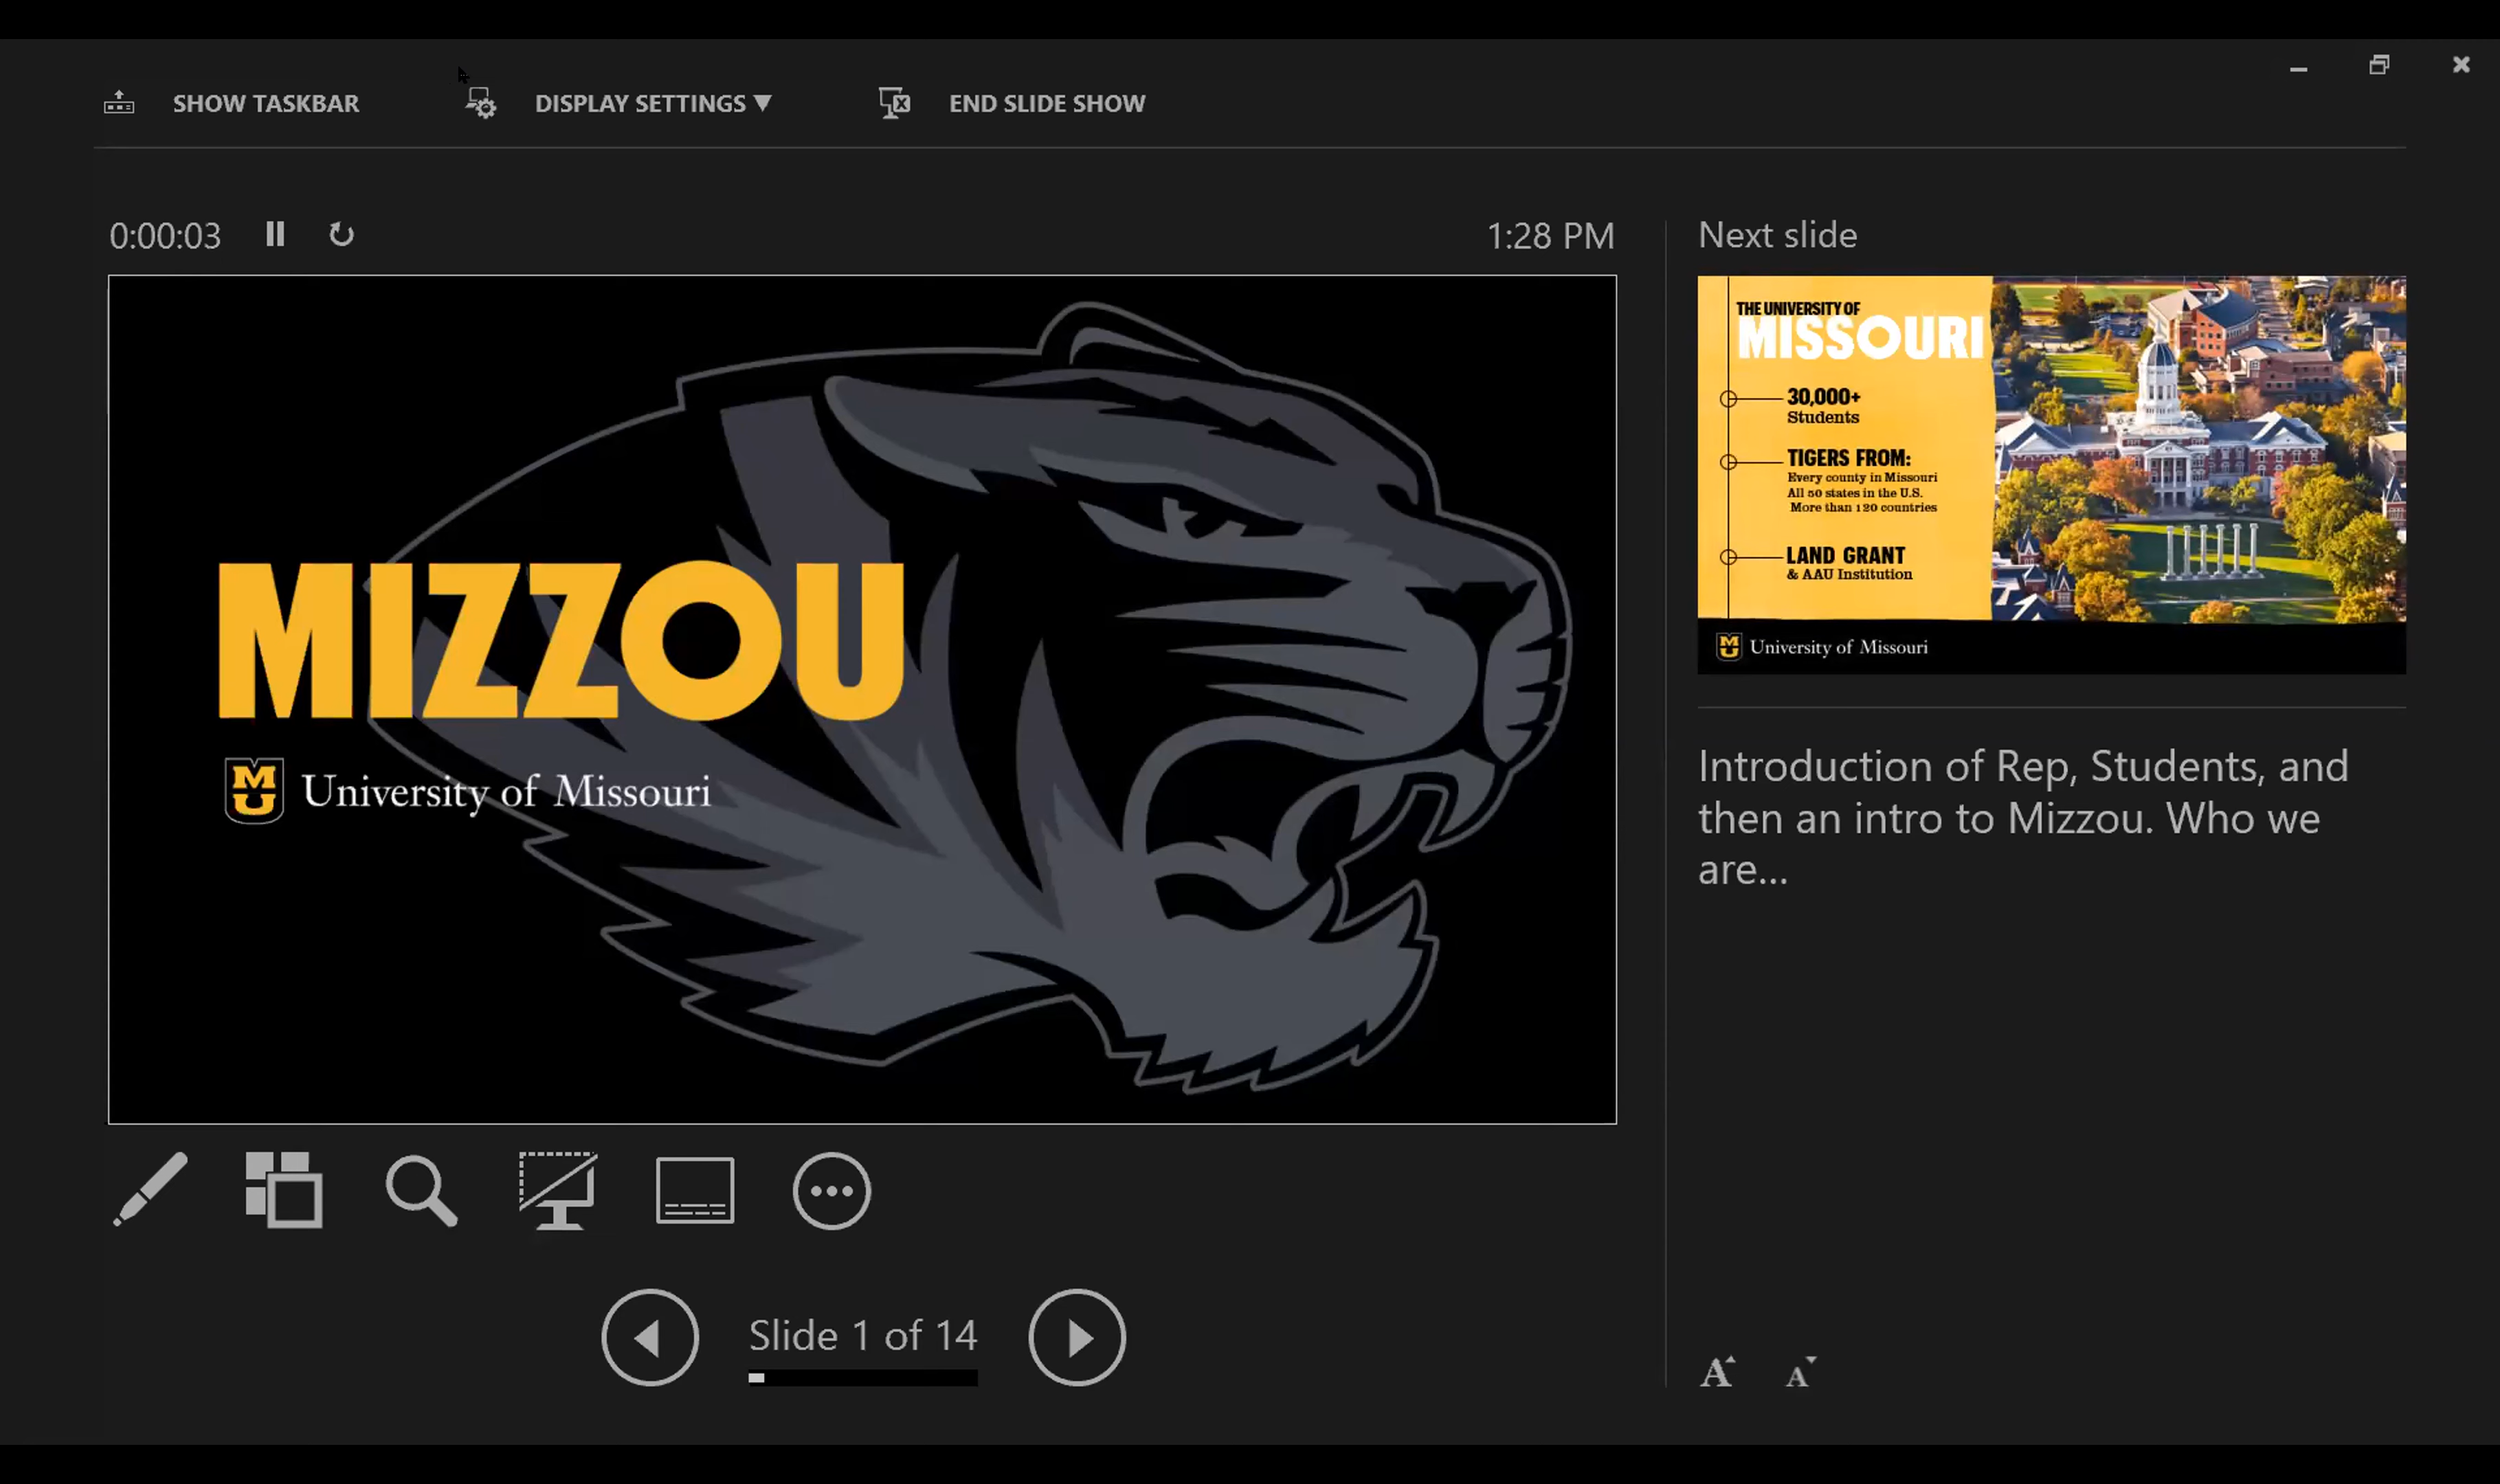 SHOW TASKBAR
DISPLAY SETTINGS ▼
END SLIDE SHOW
0:00:03
1:28 PM
MIZZOU
MU
University of Missouri
Slide 1 of 14
Next slide
THE UNIVERSITY OF
MISSOURI
30,000+
Students
TIGERS FROM:
Every county in Missouri
All 50 states in the U.S.
More than 120 countries
LAND GRANT
& AAU Institution
MU
University of Missouri
Introduction of Rep, Students, and
then an intro to Mizzou. Who we
are...
A A